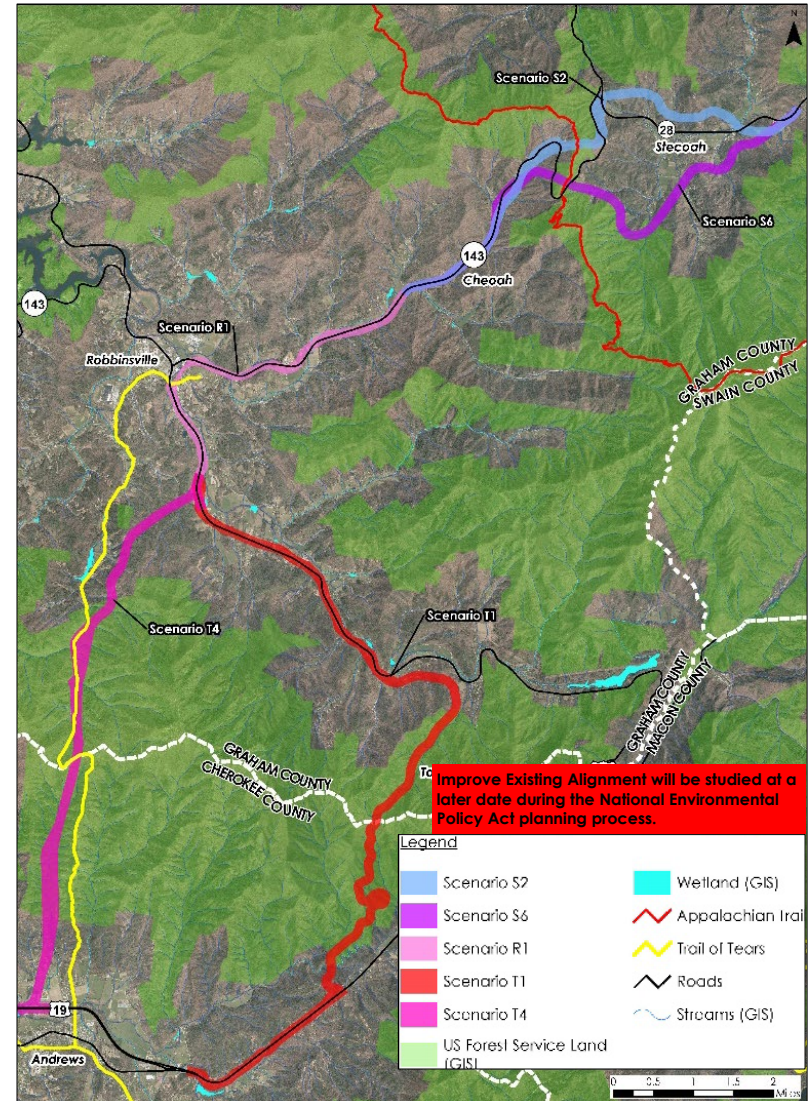 N
Scenario S2
28
Stecoah
Scenario S6
143
Cheoah
143
Scenario R1
Robbinsville
GRAHAM COUNTY
SWAIN COUNTY
Scenario T4
Scenario T1
GRAHAM COUNTY
MACON COUNTY
GRAHAM COUNTY
CHEROKEE COUNTY
Improve Existing Alignment will be studied at a
later date during the National Environmental
Policy Act planning process.
Legend
Scenario S2
Scenario S6
Scenario R1
Scenario T1
Scenario T4
US Forest Service Land
(GIS)
Wetland (GIS)
Appalachian Trai
Trail of Tears
Roads
Streams (GIS)
19
Andrews
0 0.5 1 1.5 2
Miles